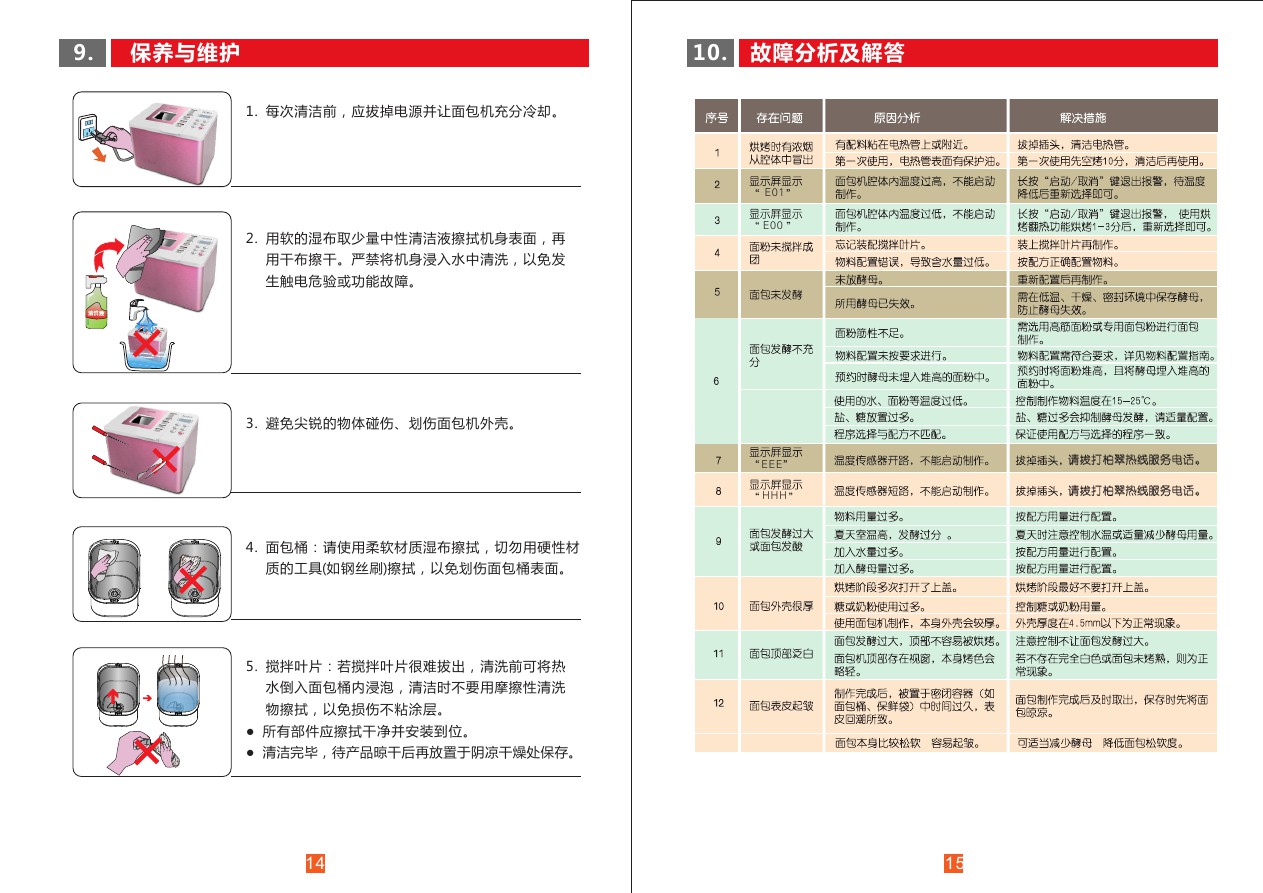 9. 保养与维护
1. 每次清洁前，应拔掉电源并让面包机充分冷却。
2. 用软的湿布取少量中性清洁液擦拭机身表面，再
用干布擦干。严禁将机身浸入水中清洗，以免发
生触电危验或功能故障。
3. 避免尖锐的物体碰伤、划伤面包机外壳。
4. 面包桶：请使用柔软材质湿布擦拭，切勿用硬性材
质的工具(如钢丝刷)擦拭，以免划伤面包桶表面。
5. 搅拌叶片：若搅拌叶片很难拔出，清洗前可将热
水倒入面包桶内浸泡，清洁时不要用摩擦性清洗
物擦拭，以免损伤不粘涂层。
● 所有部件应擦拭干净并安装到位。
● 清洁完毕，待产品晾干后再放置于阴凉干燥处保存。
14
10. 故障分析及解答
序号 存在问题 原因分析 解决措施
1 烘烤时有浓烟
从腔体中冒出
有配料粘在电热管上或附近。 拔掉插头，清洁电热管。
第一次使用，电热管表面有保护油。 第一次使用先空烤10分，清洁后再使用。
2 显示屏显示
“ E01”
面包机腔体内温度过高，不能启动
制作。
长按“启动/取消”键退出报警，待温度
降低后重新选择即可。
3 显示屏显示
“E00 ”
面包机腔体内温度过低，不能启动
制作。
长按“启动/取消”键退出报警， 使用烘
烤翻热功能烘烤1-3分后，重新选择即可。
4 面粉未搅拌成
团
忘记装配搅拌叶片。 装上搅拌叶片再制作。
物料配置错误，导致含水量过低。 按配方正确配置物料。
5 面包未发酵
未放酵母。 重新配置后再制作。
所用酵母已失效。 需在低温、干燥、密封环境中保存酵母，
防止酵母失效。
6 面包发酵不充
分
面粉筋性不足。 需选用高筋面粉或专用面包粉进行面包
制作。
物料配置未按要求进行。 物料配置需符合要求，详见物料配置指南。
预约时酵母未埋入堆高的面粉中。 预约时将面粉堆高，且将酵母埋入堆高的
面粉中。
使用的水、面粉等温度过低。 控制制作物料温度在15—25℃。
盐、糖放置过多。 盐、糖过多会抑制酵母发酵，请适量配置。
程序选择与配方不匹配。 保证使用配方与选择的程序一致。
7 显示屏显示
“EEE”
温度传感器开路，不能启动制作。 拔掉插头，请拨打柏翠热线服务电话。
8 显示屏显示
“HHH”
温度传感器短路，不能启动制作。 拔掉插头，请拨打柏翠热线服务电话。
9 面包发酵过大
或面包发酸
物料用量过多。 按配方用量进行配置。
夏天室温高，发酵过分 。 夏天时注意控制水温或适量减少酵母用量。
加入水量过多。 按配方用量进行配置。
加入酵母量过多。 按配方用量进行配置。
10 面包外壳很厚
烘烤阶段多次打开了上盖。 烘烤阶段最好不要打开上盖。
糖或奶粉使用过多。 控制糖或奶粉用量。
使用面包机制作，本身外壳会较厚。 外壳厚度在4.5mm以下为正常现象。
11 面包顶部泛白
面包发酵过大，顶部不容易被烘烤。 注意控制不让面包发酵过大。
面包机顶部存在视窗，本身烤色会
略轻。
若不存在完全白色或面包未烤熟，则为正
常现象。
12 面包表皮起皱
制作完成后，被置于密闭容器（如
面包桶、保鲜袋）中时间过久，表
皮回潮所致。
面包制作完成后及时取出，保存时先将面
包晾凉。
面包本身比较松软 容易起皱。 可适当减少酵母 降低面包松软度。
15